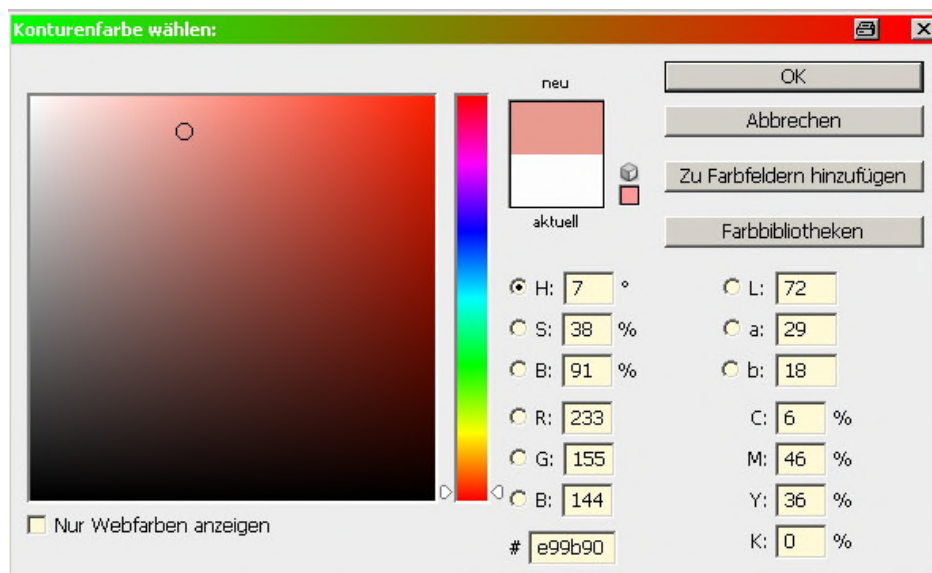 Konturenfarbe wählen:
neu
aktuell
OK
Abbrechen
Zu Farbfeldern hinzufügen
Farbbibliotheken
H: 7 °
S: 38 %
B: 91 %
R: 233
G: 155
B: 144
# e99b90
L: 72
a: 29
b: 18
C: 6 %
M: 46 %
Y: 36 %
K: 0 %
Nur Webfarben anzeigen